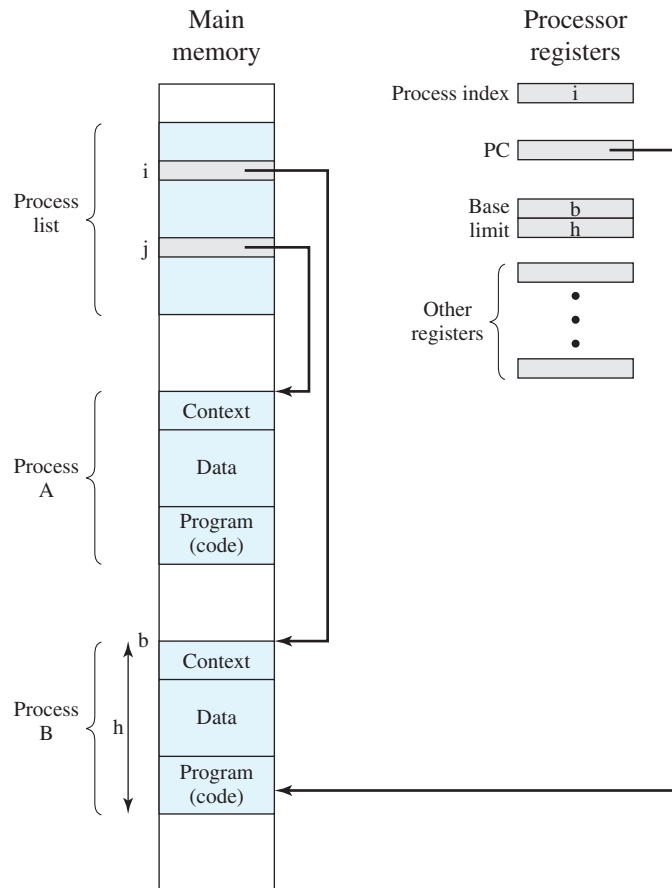 Main
memory
Processor
registers
Process index
i
PC
Base
limit
b
h
Other
registers
Process
list
i
j
Process
A
Context
Data
Program
(code)
Process
B
b
h
Context
Data
Program
(code)